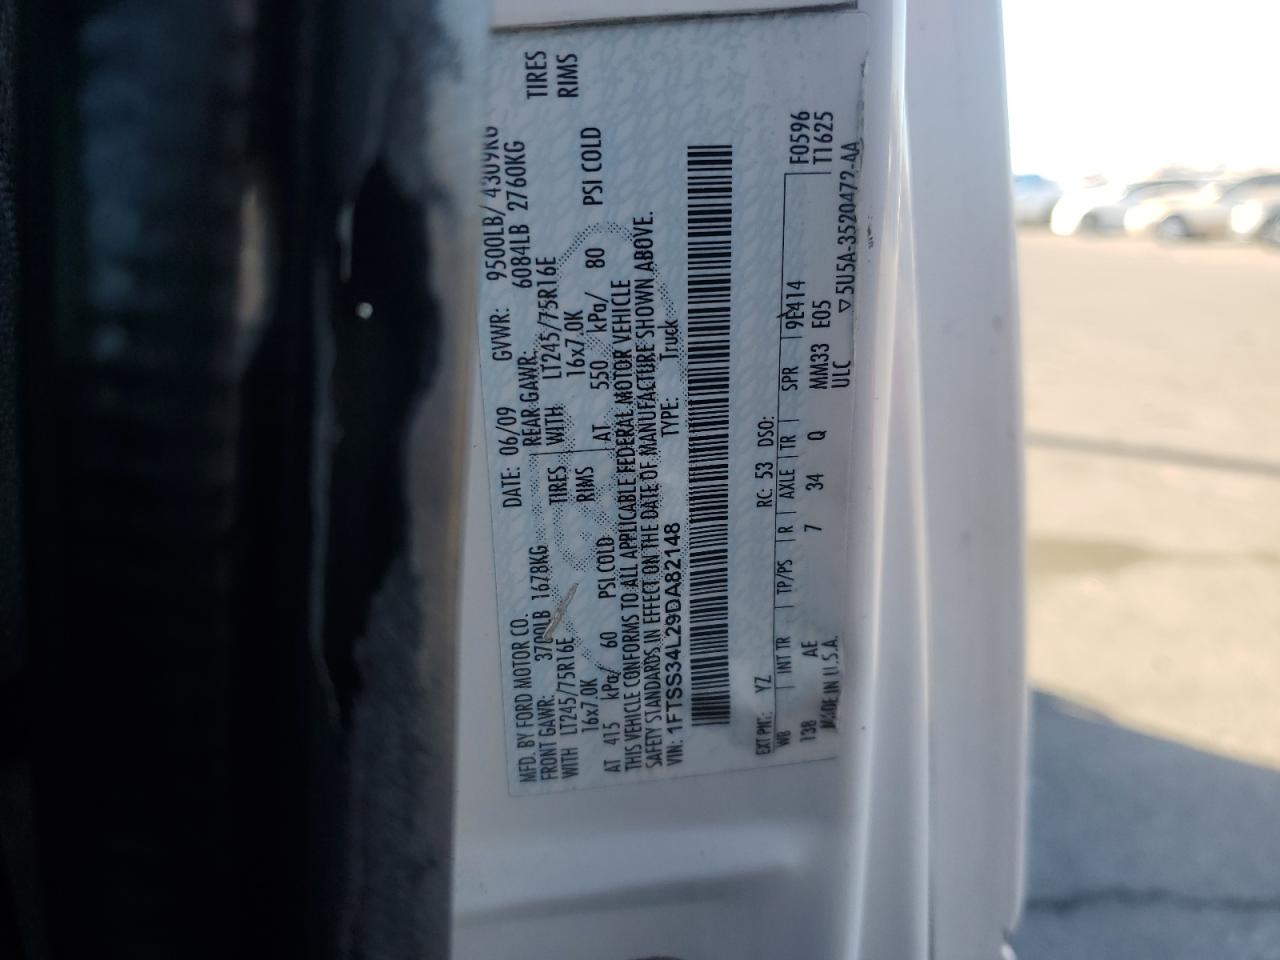 MFD. BY FORD MOTOR CO. DATE: 06/09 GVWR: 9500LB/ 4309KG
FRONT GAWR: 3700LB 1678KG REAR GAWR: 6084LB 2760KG
WITH LT245/75R16E TIRES WITH LT245/75R16E TIRES
16x7.0K RIMS 16x7.0K RIMS
AT 415 kPa/ 60 PSI COLD AT 550 kPa/ 80 PSI COLD
THIS VEHICLE CONFORMS TO ALL APPLICABLE FEDERAL MOTOR VEHICLE
SAFETY STANDARDS IN EFFECT ON THE DATE OF MANUFACTURE SHOWN ABOVE.
VIN: 1FTSS34L29DA82148 TYPE: Truck
F0596
T1625
EXT PNT: YZ RC: 53 DSO:
WB INT TR TP/PS R AXLE TR SPR 9E414
138 AE 7 34 Q MM33 E05
MADE IN U.S.A. ULC
▽5U5A-3520472-AA